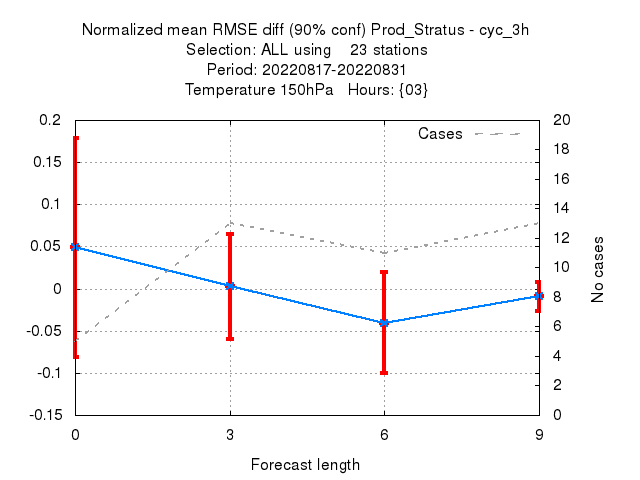 Normalized mean RMSE diff (90% conf) Prod_Stratus - cyc_3h
Selection: ALL using    23 stations
Period: 20220817-20220831
Temperature 150hPa   Hours: {03}
Cases
0.2
0.15
0.1
0.05
0
-0.05
-0.1
-0.15
20
18
16
14
12
10
8
6
4
2
0
No cases
0 3 6 9
Forecast length